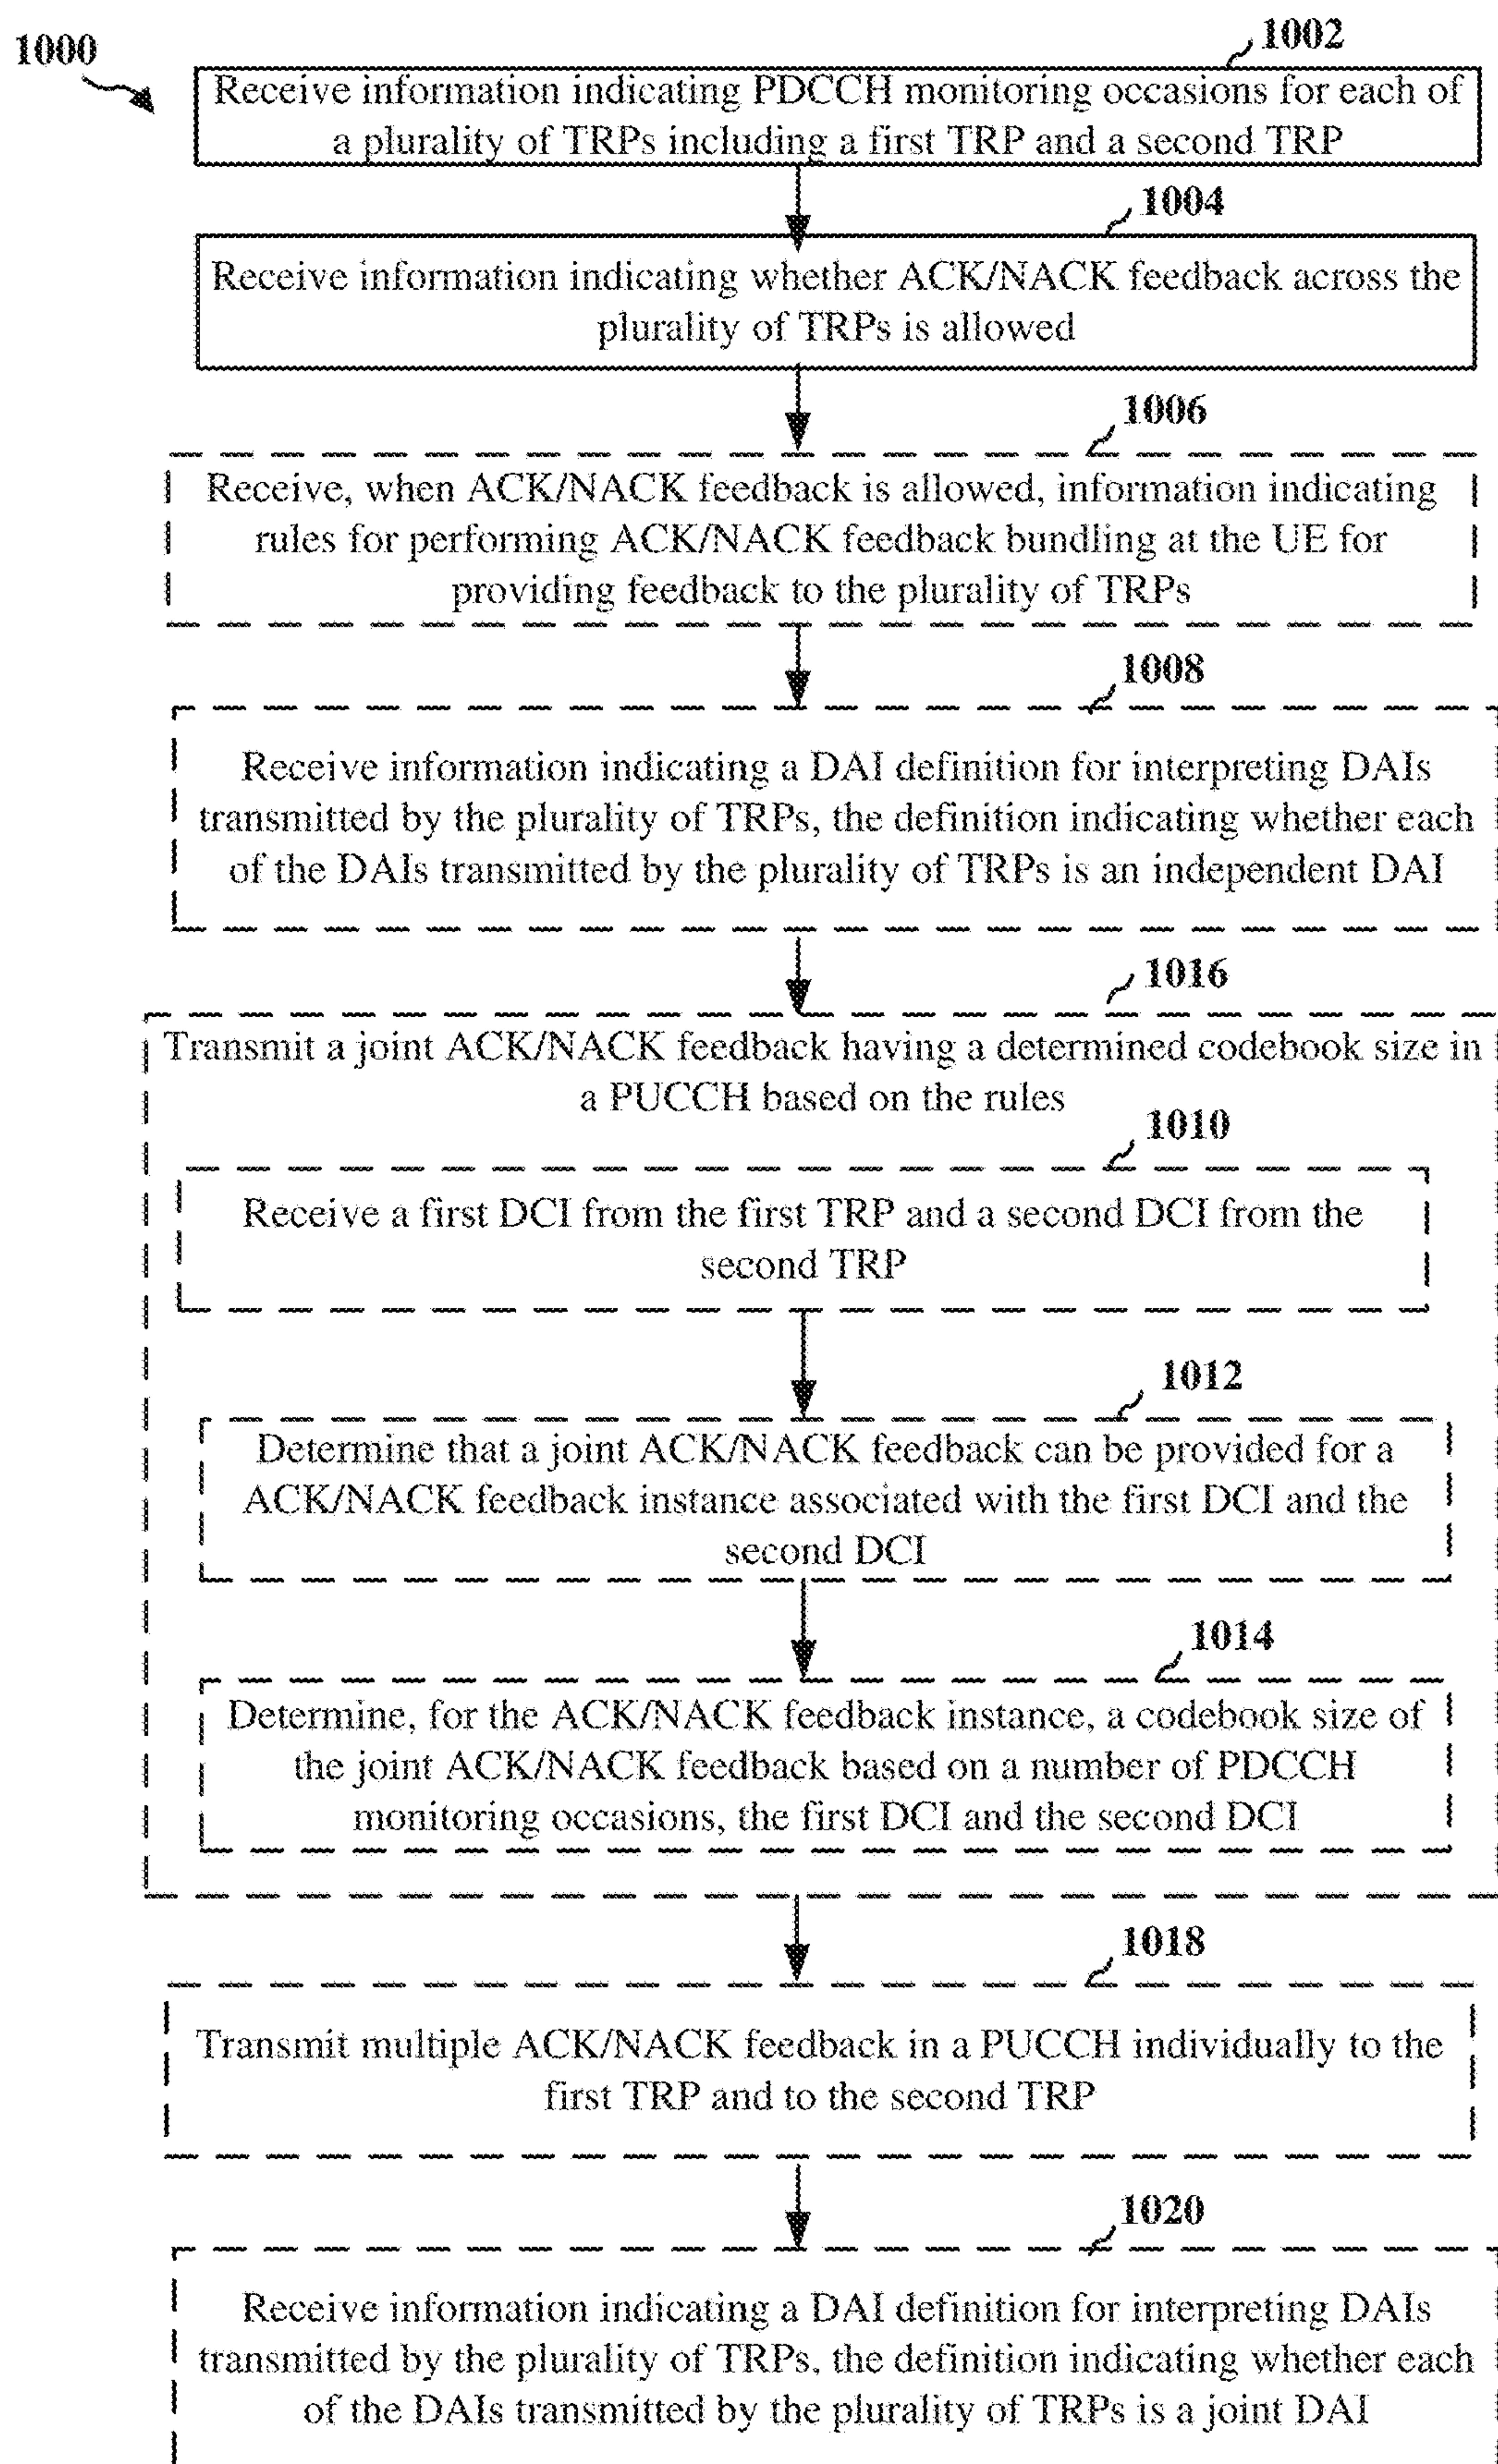 1000
1002
Receive information indicating PDCCH monitoring occasions for each of
a plurality of TRPs including a first TRP and a second TRP
1004
Receive information indicating whether ACK/NACK feedback across the
plurality of TRPs is allowed
1006
Receive, when ACK/NACK feedback is allowed, information indicating
rules for performing ACK/NACK feedback bundling at the UE for
providing feedback to the plurality of TRPs
1008
Receive information indicating a DAI definition for interpreting DAIs
transmitted by the plurality of TRPs, the definition indicating whether each
of the DAIs transmitted by the plurality of TRPs is an independent DAI
1016
Transmit a joint ACK/NACK feedback having a determined codebook size in
a PUCCH based on the rules
1010
Receive a first DCI from the first TRP and a second DCI from the
second TRP
1012
Determine that a joint ACK/NACK feedback can be provided for a
ACK/NACK feedback instance associated with the first DCI and the
second DCI
1014
Determine, for the ACK/NACK feedback instance, a codebook size of
the joint ACK/NACK feedback based on a number of PDCCH
monitoring occasions, the first DCI and the second DCI
1018
Transmit multiple ACK/NACK feedback in a PUCCH individually to the
first TRP and to the second TRP
1020
Receive information indicating a DAI definition for interpreting DAIs
transmitted by the plurality of TRPs, the definition indicating whether each
of the DAIs transmitted by the plurality of TRPs is a joint DAI